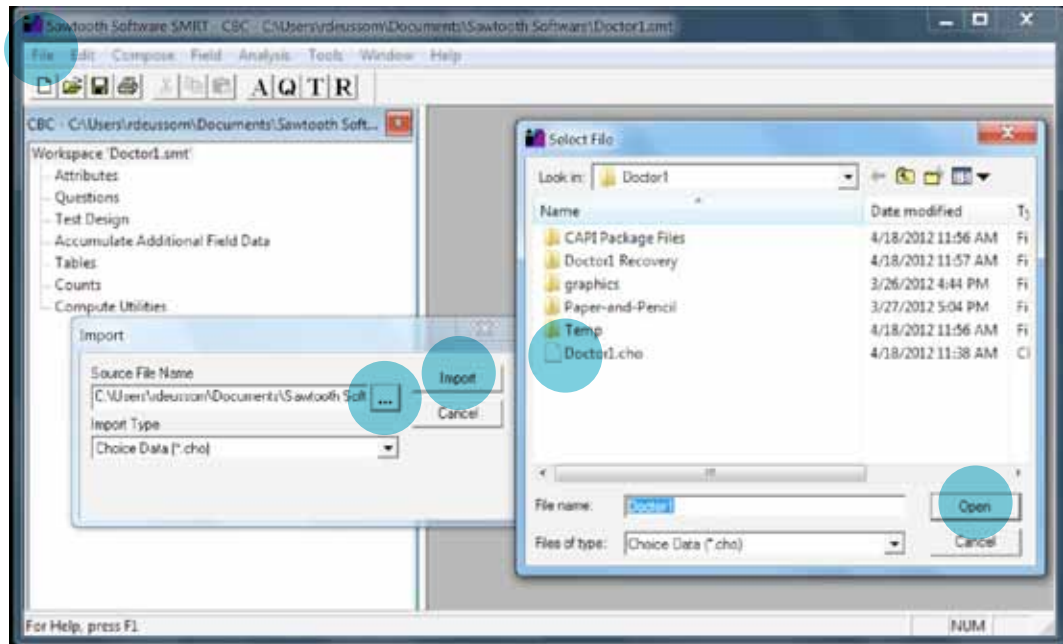 Sawtooth Software SMRT - CBC - C:\Users\rdeussom\Documents\Sawtooth Software\Doctor1.smt
File Edit Compose Field Analysis Tools Window Help
A Q T R
CBC - C:\Users\rdeussom\Documents\Sawtooth Soft...
Workspace 'Doctor1.smt'
Attributes
Questions
Test Design
Accumulate Additional Field Data
Tables
Counts
Compute Utilities
Import
Source File Name
C:\Users\rdeussom\Documents\Sawtooth Soft
...
Import
Cancel
Import Type
Choice Data (*.cho)
Select File
Look in: Doctor1
Name Date modified Ty
CAPI Package Files 4/18/2012 11:56 AM Fi
Doctor1 Recovery 4/18/2012 11:57 AM Fi
graphics 3/26/2012 4:44 PM Fi
Paper-and-Pencil 3/27/2012 5:04 PM Fi
Temp 4/18/2012 11:56 AM Fi
Doctor1.cho 4/18/2012 11:38 AM C
File name: Doctor1 Open
Files of type: Choice Data (*.cho) Cancel
For Help, press F1 NUM